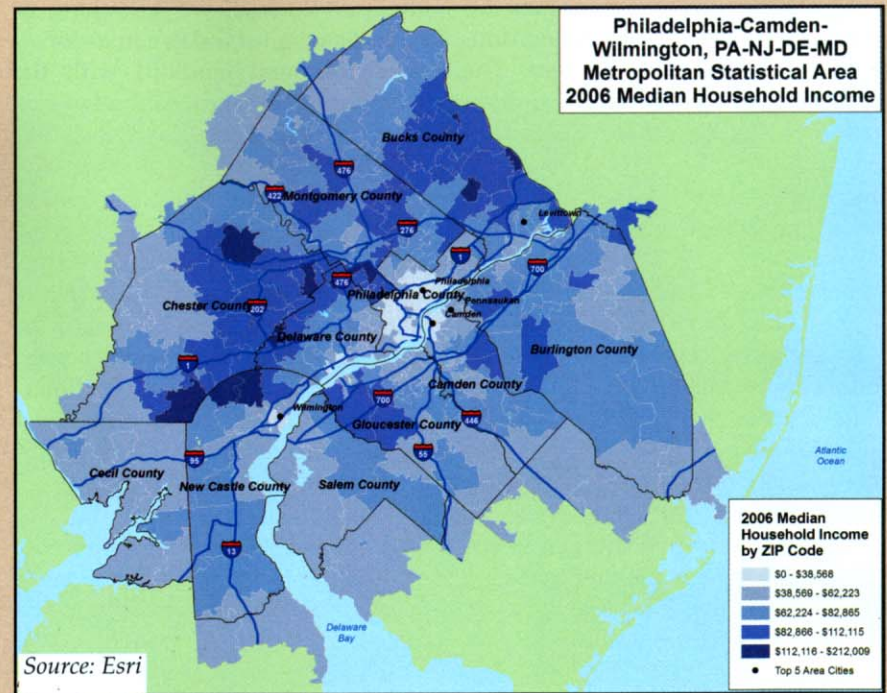 Philadelphia-Camden-
Wilmington, PA-NJ-DE-MD
Metropolitan Statistical Area
2006 Median Household Income
Bucks County
476
422
Montgomery County
276
Levittown
1
700
476
Philadelphia
Philadelphia County
Pennsauken
Chester County
202
Camden
Delaware County
Burlington County
1
Camden County
700
Wilmington
446
Gloucester County
55
95
Cecil County
New Castle County
Salem County
13
Atlantic
Ocean
Delaware
Bay
2006 Median
Household Income
by ZIP Code
$0 - $38,568
$38,569 - $62,223
$62,224 - $82,865
$82,866 - $112,115
$112,116 - $212,009
Top 5 Area Cities
Source: Esri